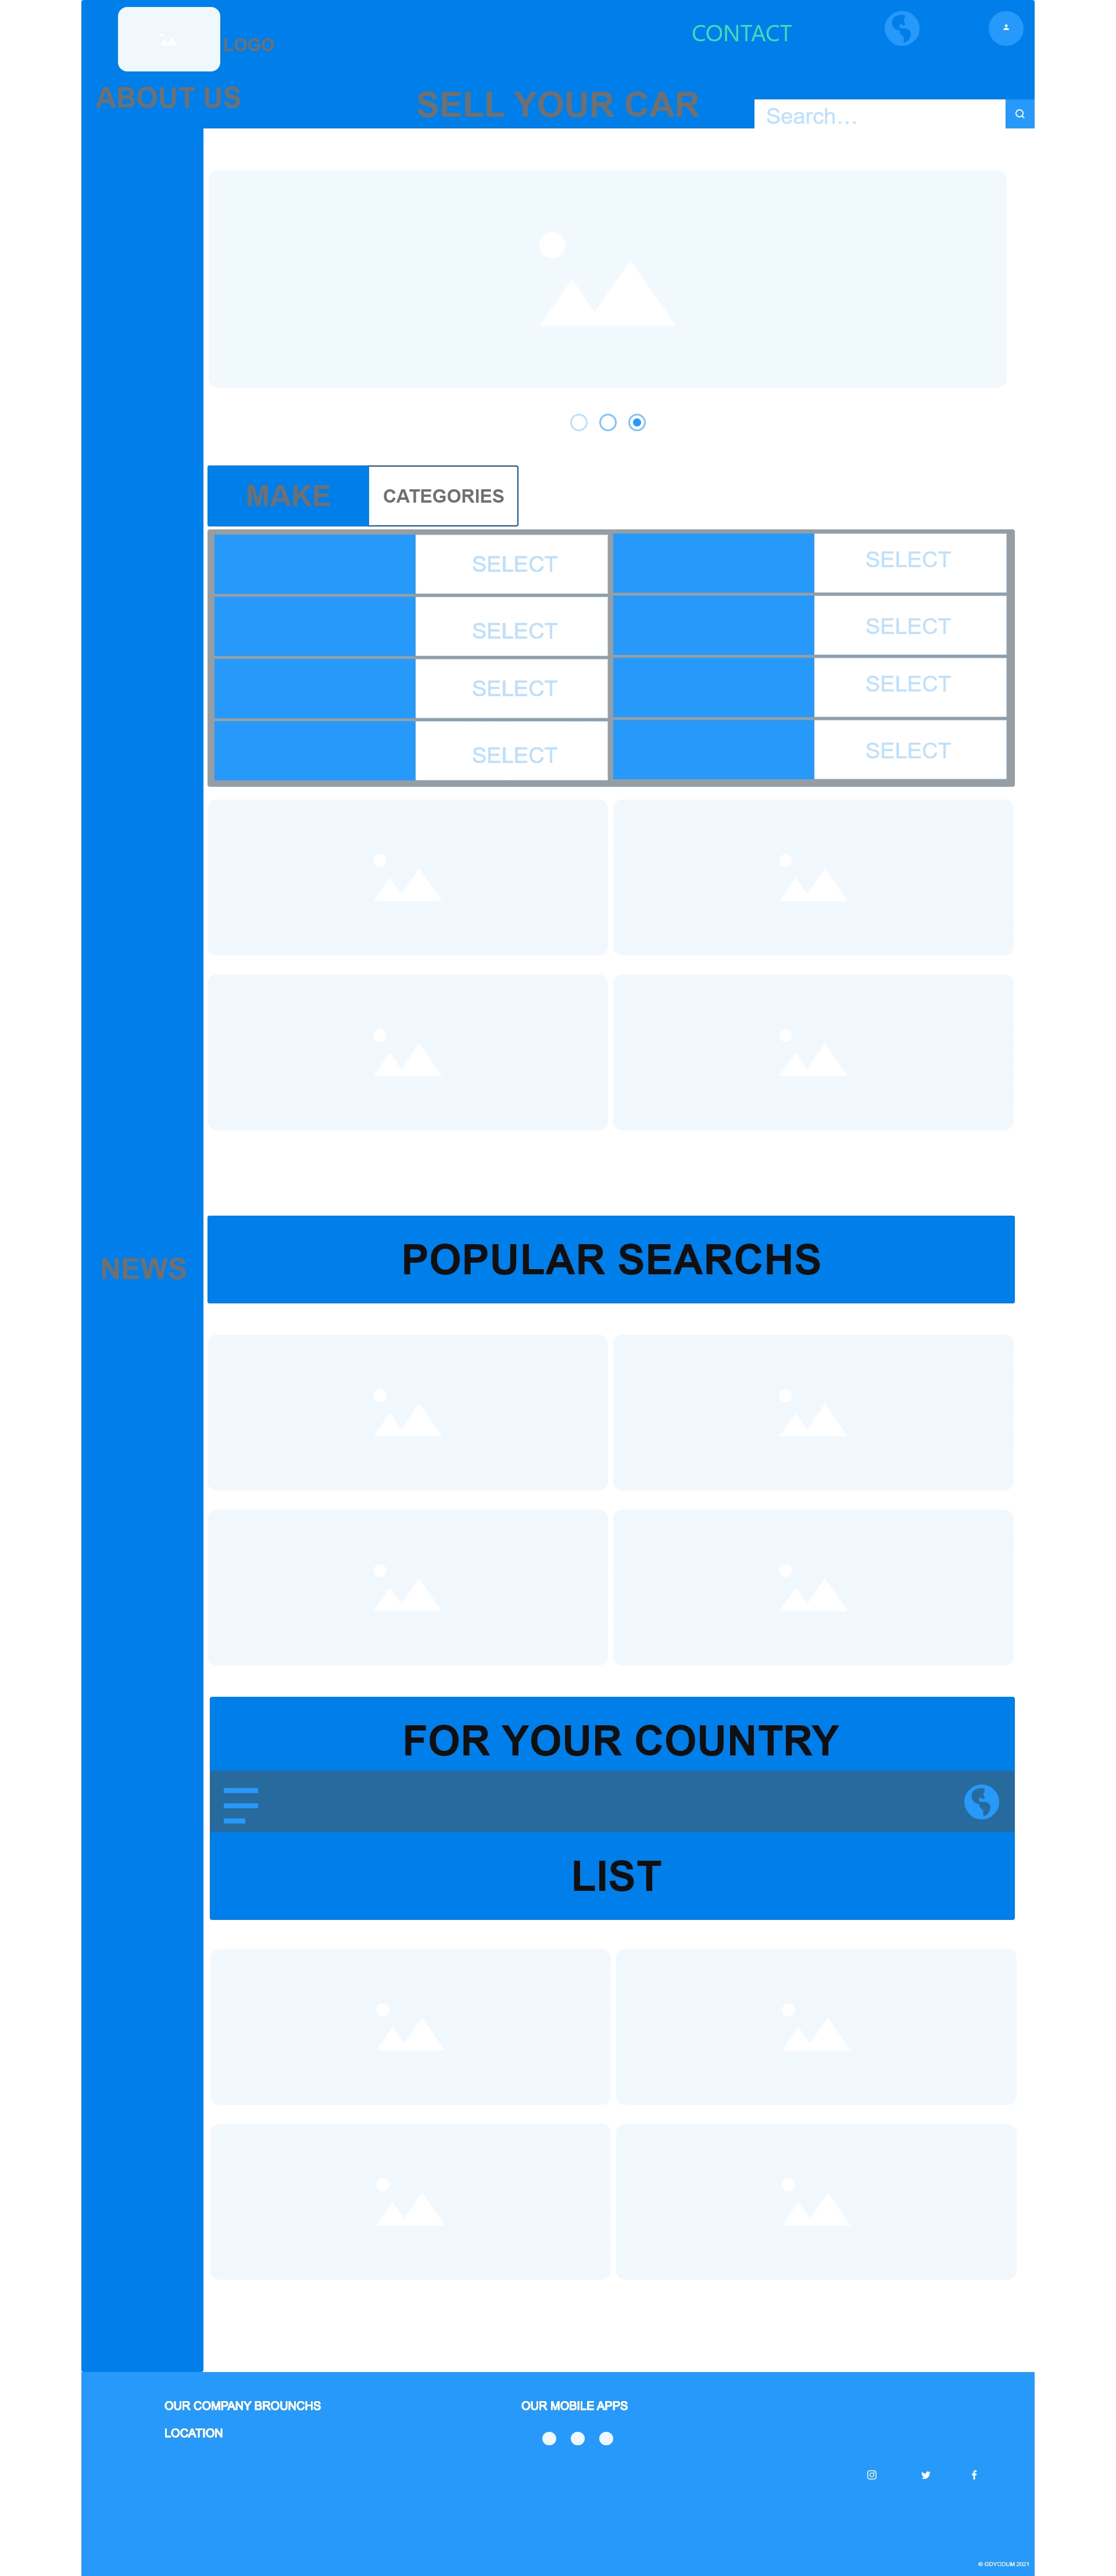 LOGO
CONTACT
ABOUT US
SELL YOUR CAR
Search...
MAKE
CATEGORIES
SELECT
SELECT
SELECT
SELECT
SELECT
SELECT
SELECT
SELECT
NEWS
POPULAR SEARCHS
FOR YOUR COUNTRY
LIST
OUR COMPANY BROUNCHS
OUR MOBILE APPS
LOCATION
© GDYCDUM 2021